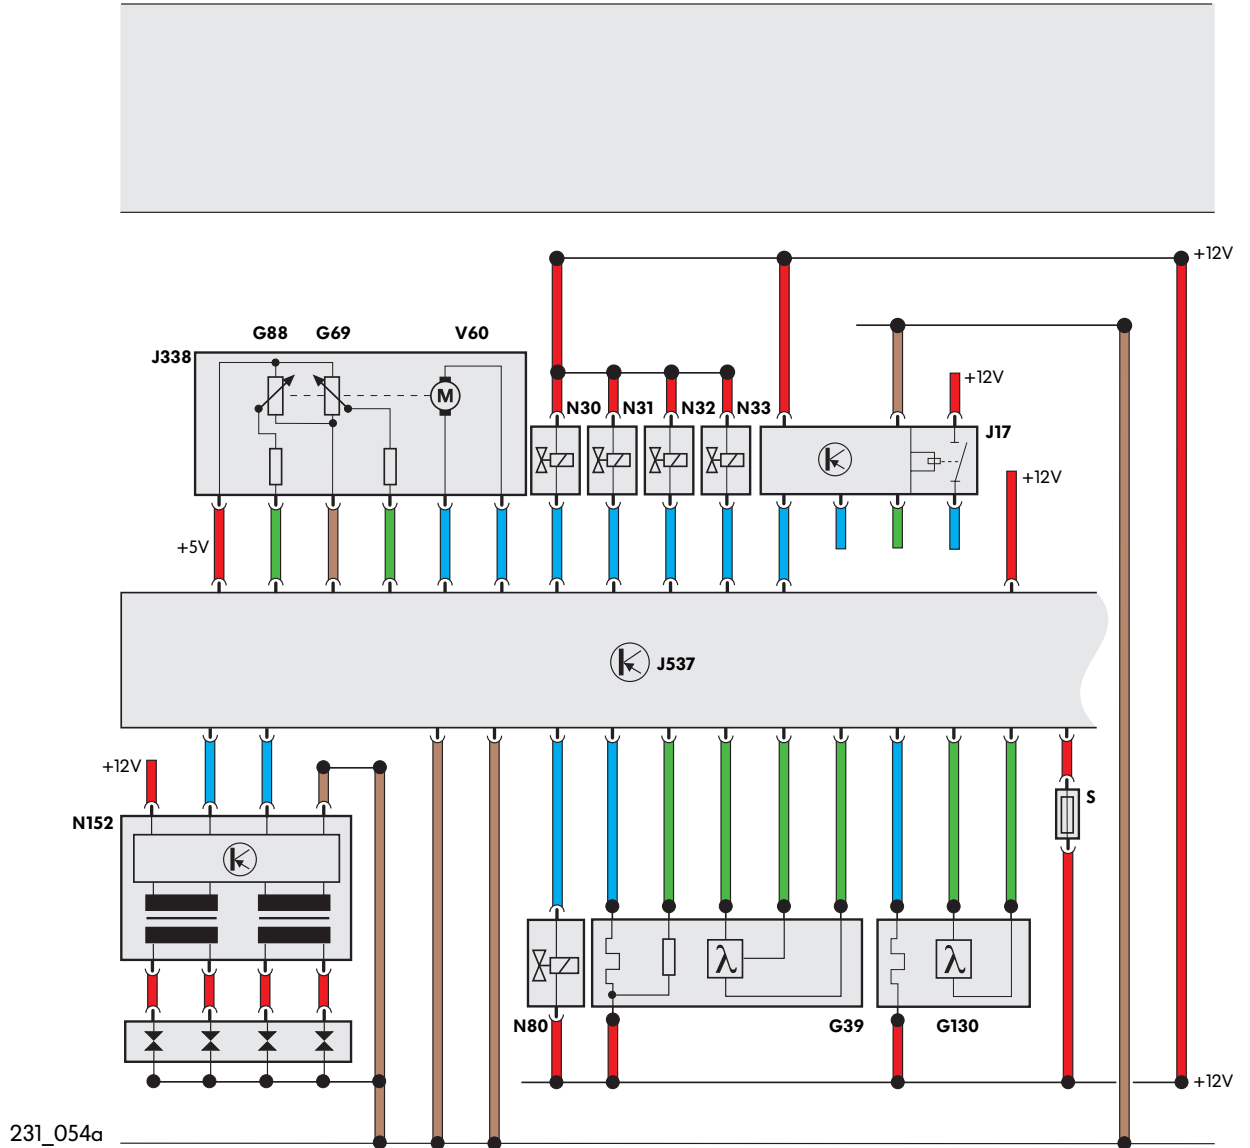 +12V
G88 G69 V60
J338
+12V
N30 N31 N32 N33
J17
+12V
+5V
J537
+12V
S
N152
λ λ
N80 G39 G130
+12V
231_054a
M